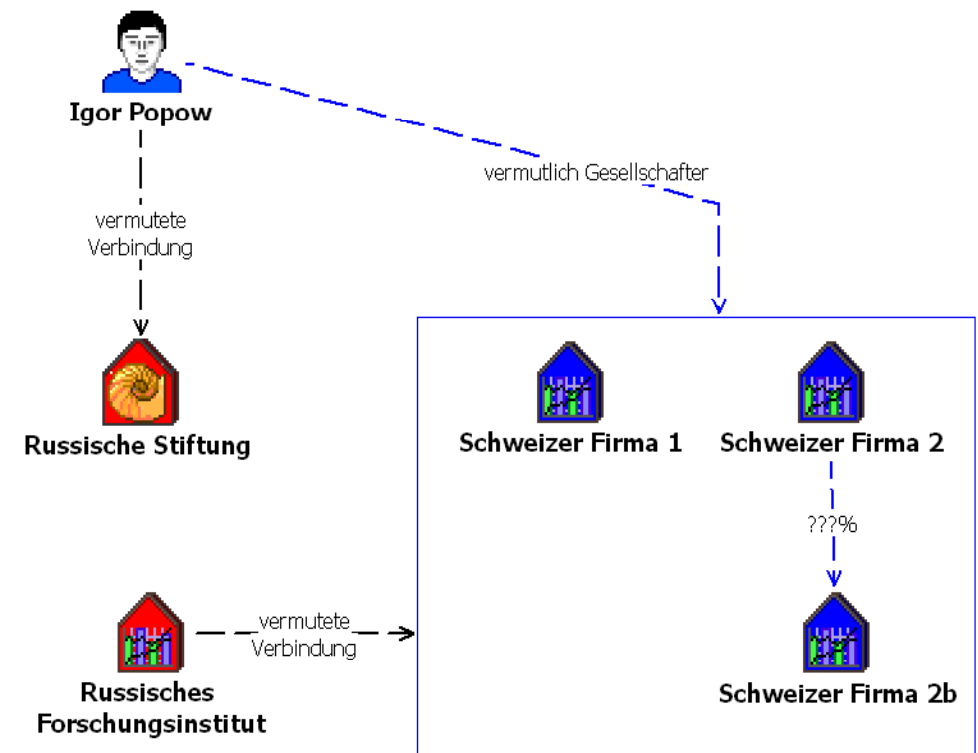 Igor Popow
vermutlich Gesellschafter
vermutete
Verbindung
Russische Stiftung
Schweizer Firma 1
Schweizer Firma 2
???%
vermutete
Verbindung
Russisches
Forschungsinstitut
Schweizer Firma 2b